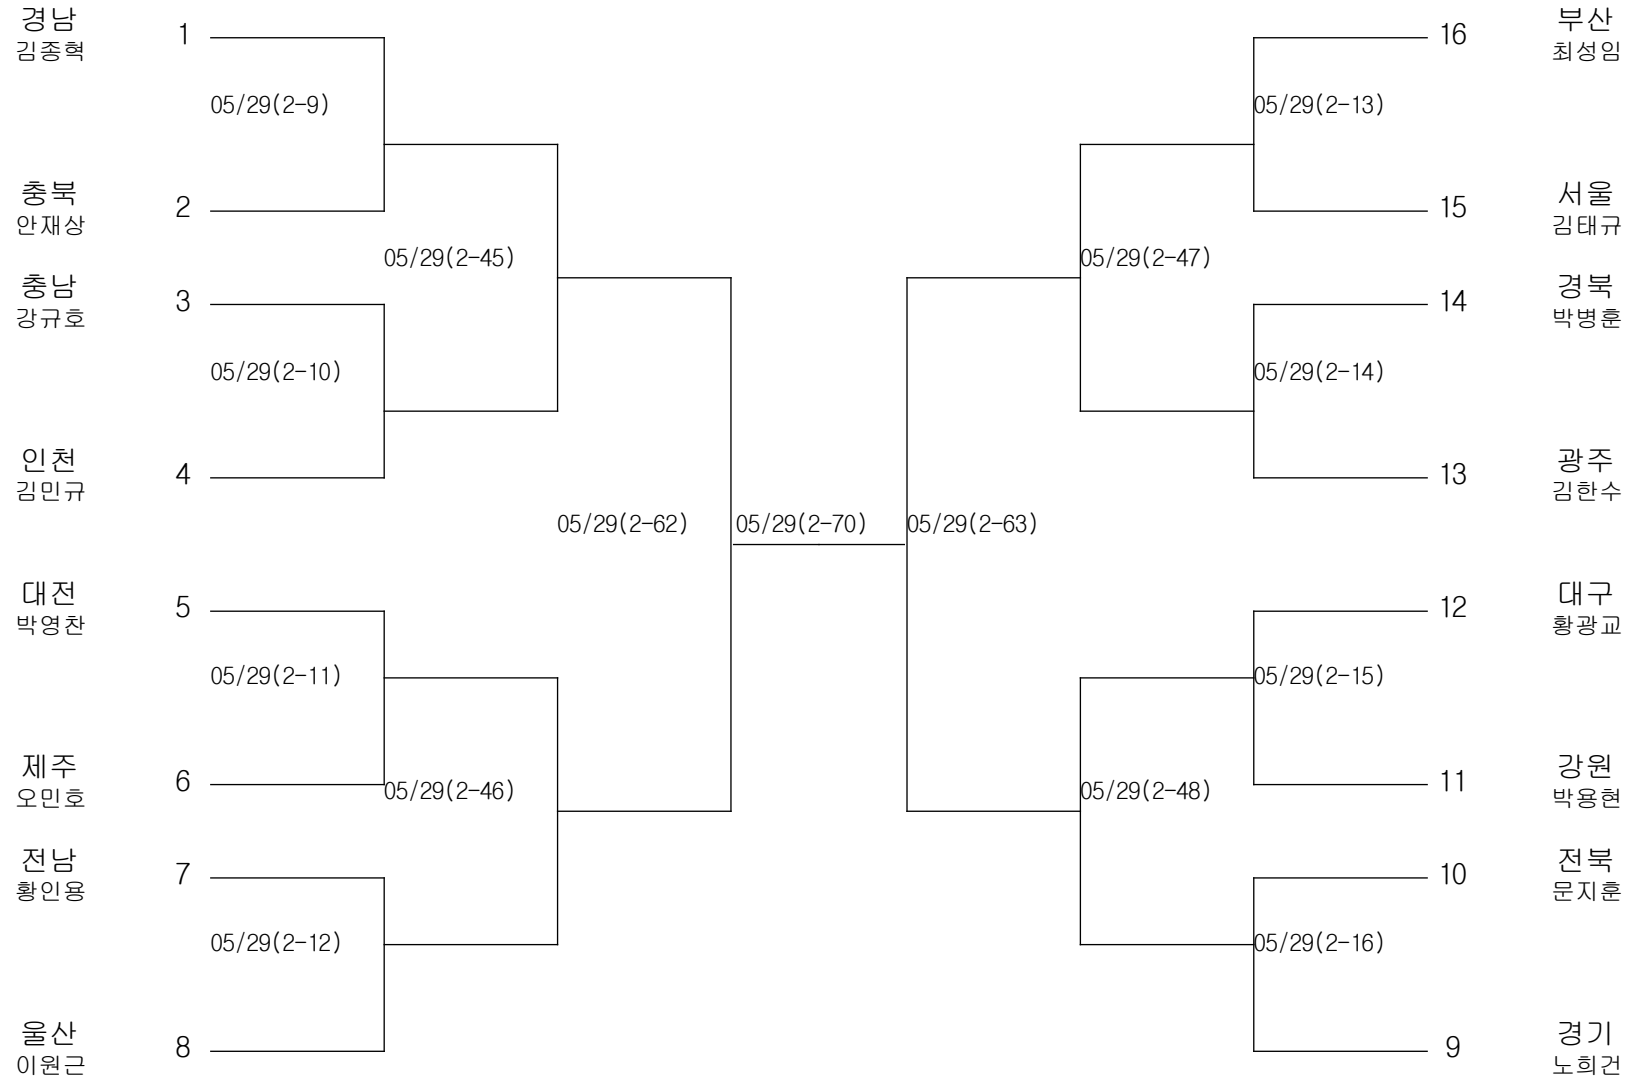 경남
김종혁
1
05/29(2-9)
충북
안재상
2
05/29(2-45)
충남
강규호
3
05/29(2-10)
인천
김민규
4
05/29(2-62)
대전
박영찬
5
05/29(2-11)
제주
오민호
6
05/29(2-46)
전남
황인용
7
05/29(2-12)
울산
이원근
8
05/29(2-70)
16
부산
최성임
05/29(2-13)
15
서울
김태규
05/29(2-47)
14
경북
박병훈
05/29(2-14)
13
광주
김한수
05/29(2-63)
12
대구
황광교
05/29(2-15)
11
강원
박용현
05/29(2-48)
10
전북
문지훈
05/29(2-16)
9
경기
노희건